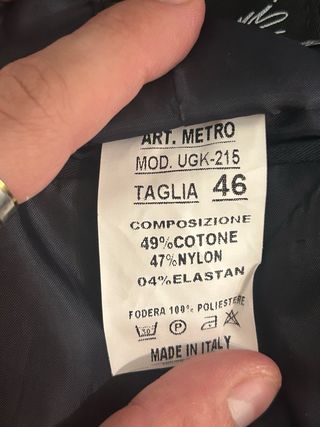 ART. METRO
MOD. UGK-215
TAGLIA 46
COMPOSIZIONE
49%COTONE
47%NYLON
04%ELASTAN
FODERA 100% POLIESTERE
30 P
MADE IN ITALY